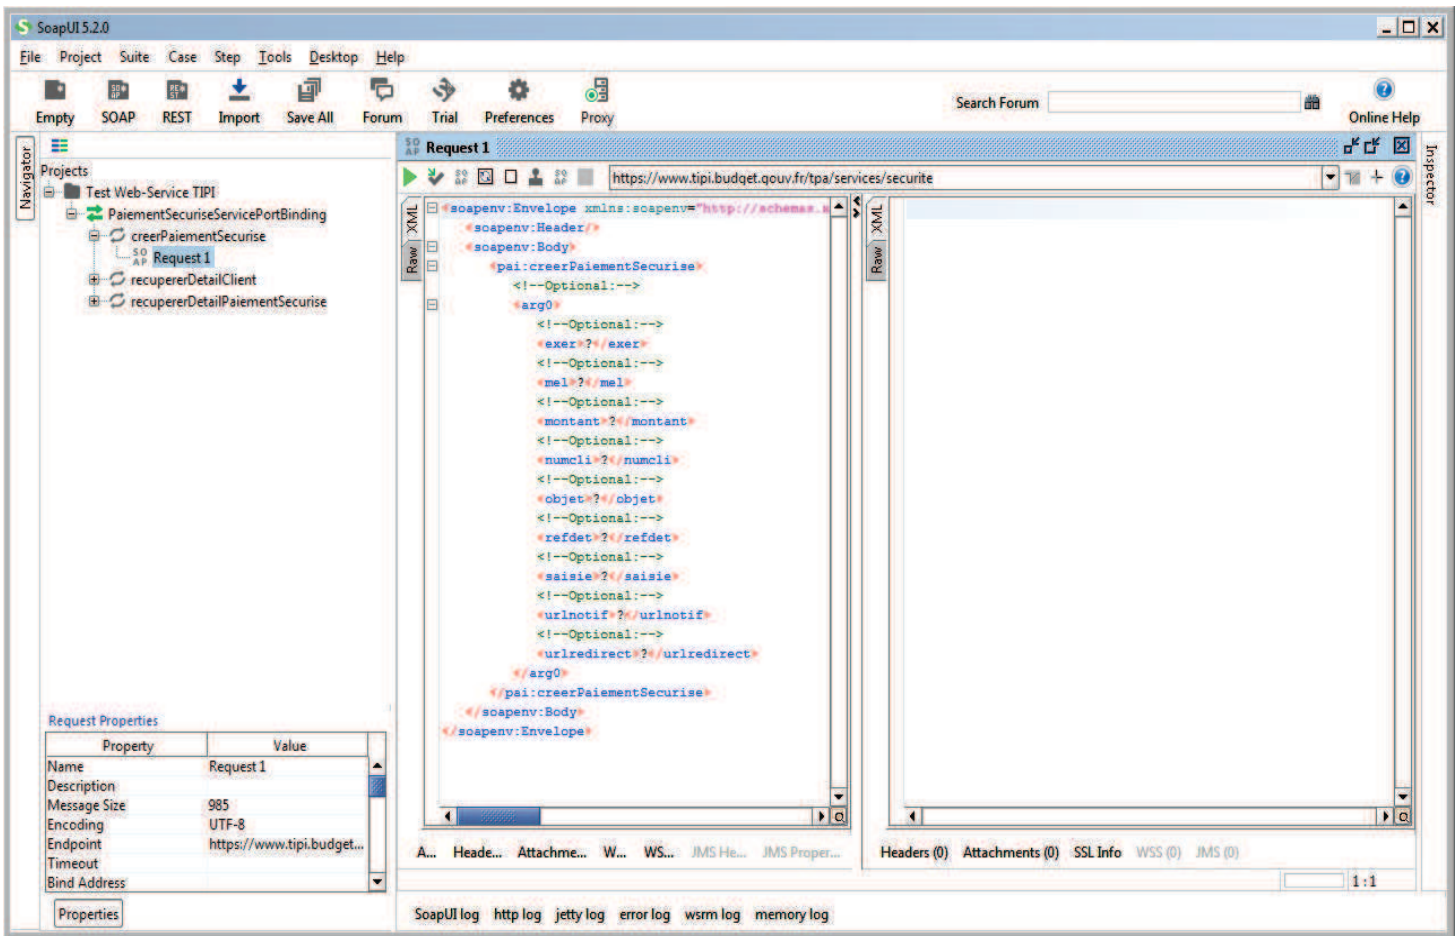 SoapUI 5.2.0
File Project Suite Case Step Tools Desktop Help
Empty SOAP REST Import Save All Forum Trial Preferences Proxy
Search Forum
Online Help
Navigator
Projects
Test Web-Service TIPI
PaiementSecuriseServicePortBinding
creerPaiementSecurise
SOAP Request 1
recupererDetailClient
recupererDetailPaiementSecurise
Request Properties
Property Value
Name Request 1
Description
Message Size 985
Encoding UTF-8
Endpoint https://www.tipi.budget...
Timeout
Bind Address
Properties
SOAP Request 1
https://www.tipi.budget.gouv.fr/tpa/services/securite
XML
Raw
<soapenv:Envelope xmlns:soapenv="http://schemas.x
<soapenv:Header/>
<soapenv:Body>
<pai:creerPaiementSecurise>
<!--Optional:-->
<arg0>
<!--Optional:-->
<exer>?</exer>
<!--Optional:-->
<mel>?</mel>
<!--Optional:-->
<montant>?</montant>
<!--Optional:-->
<numcli>?</numcli>
<!--Optional:-->
<objet>?</objet>
<!--Optional:-->
<refdet>?</refdet>
<!--Optional:-->
<saisie>?</saisie>
<!--Optional:-->
<urlnotif>?</urlnotif>
<!--Optional:-->
<urlredirect>?</urlredirect>
</arg0>
</pai:creerPaiementSecurise>
</soapenv:Body>
</soapenv:Envelope>
A... Heade... Attachme... W... WS... JMS He... JMS Proper...
XML
Raw
Headers (0) Attachments (0) SSL Info WSS (0) JMS (0)
1:1
Inspector
SoapUI log http log jetty log error log wsrm log memory log